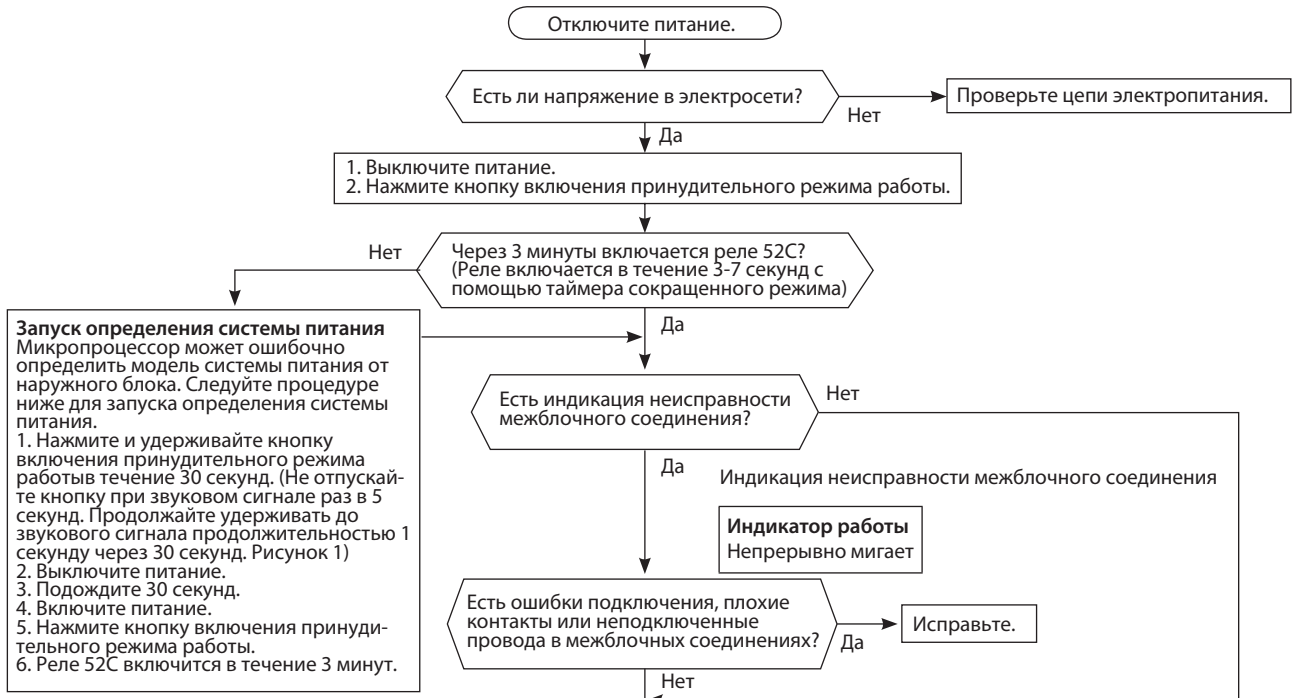 Отключите питание.
Есть ли напряжение в электросети?
Нет
Проверьте цепи электропитания.
Да
1. Выключите питание.
2. Нажмите кнопку включения принудительного режима работы.
Нет
Через 3 минуты включается реле 52С?
(Реле включается в течение 3-7 секунд с
помощью таймера сокращенного режима)
Да
Запуск определения системы питания
Микропроцессор может ошибочно
определить модель системы питания от
наружного блока. Следуйте процедуре
ниже для запуска определения системы
питания.
1. Нажмите и удерживайте кнопку
включения принудительного режима
работыв течение 30 секунд. (Не отпускай-
те кнопку при звуковом сигнале раз в 5
секунд. Продолжайте удерживать до
звукового сигнала продолжительностью 1
секунду через 30 секунд. Рисунок 1)
2. Выключите питание.
3. Подождите 30 секунд.
4. Включите питание.
5. Нажмите кнопку включения принуди-
тельного режима работы.
6. Реле 52С включится в течение 3 минут.
Есть индикация неисправности
межблочного соединения?
Нет
Да
Индикация неисправности межблочного соединения
Индикатор работы
Непрерывно мигает
Есть ошибки подключения, плохие
контакты или неподключенные
провода в межблочных соединениях?
Да
Исправьте.
Нет